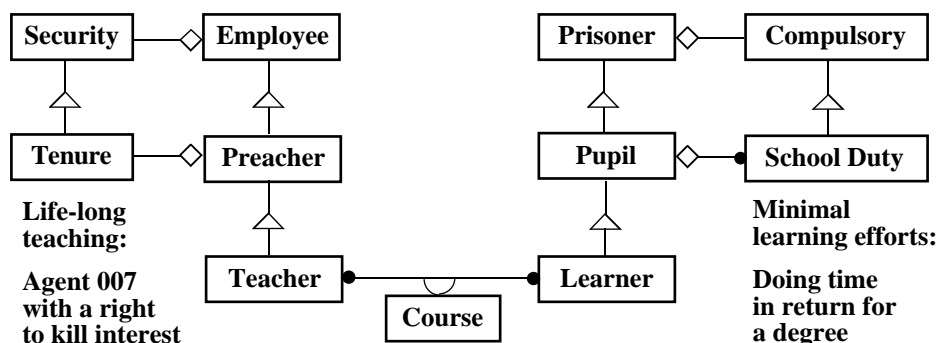 Security
Employee
Prisoner
Compulsory
Tenure
Preacher
Pupil
School Duty
Life-long
teaching:
Agent 007
with a right
to kill interest
Teacher
Learner
Course
Minimal
learning efforts:
Doing time
in return for
a degree